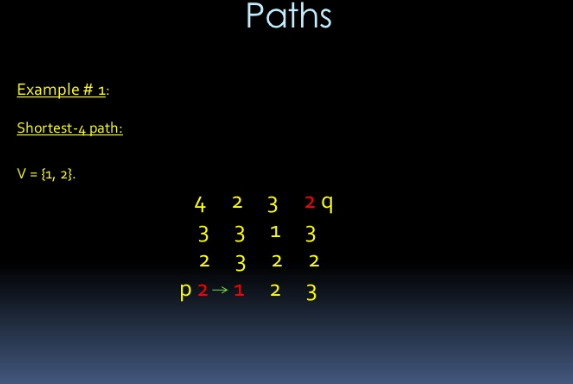 Paths
Example # 1:
Shortest-4 path:
V = {1, 2}.
4 2 3 2 q
3 3 1 3
2 3 2 2
p 2 → 1 2 3